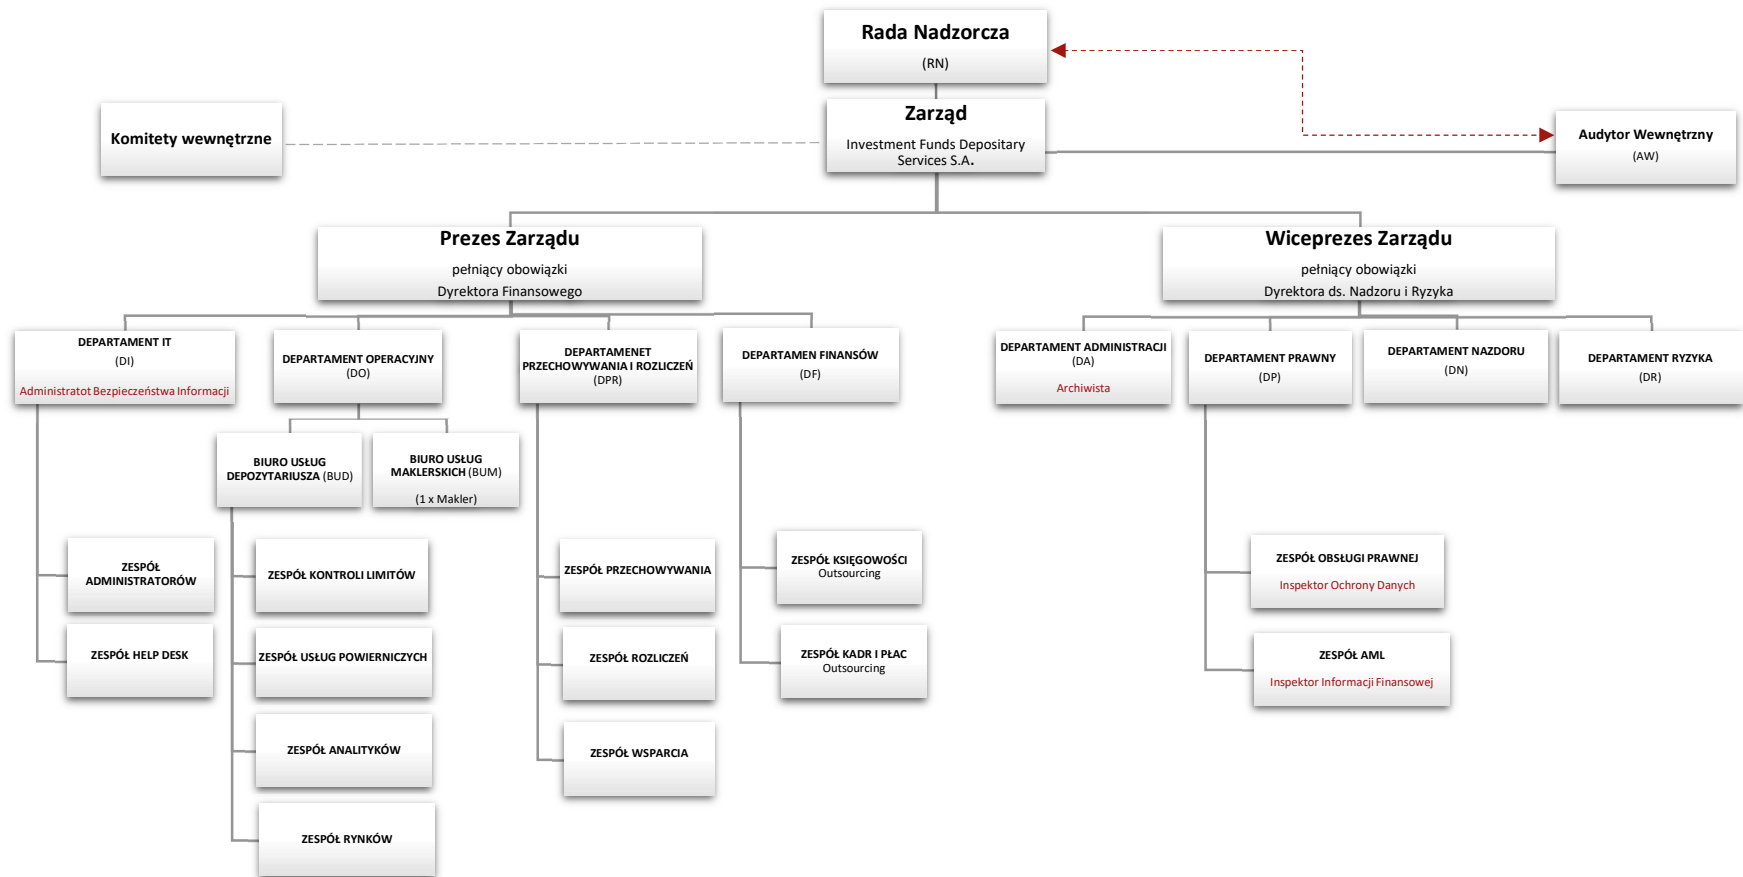 Rada Nadzorcza
(RN)
Komitety wewnętrzne
Zarząd
Investment Funds Depositary
Services S.A.
Audytor Wewnętrzny
(AW)
Prezes Zarządu
pełniący obowiązki
Dyrektora Finansowego
Wiceprezes Zarządu
pełniący obowiązki
Dyrektora ds. Nadzoru i Ryzyka
DEPARTAMENT IT
(DI)
Administratot Bezpieczeństwa Informacji
DEPARTAMENT OPERACYJNY
(DO)
DEPARTAMENET
PRZECHOWYWANIA I ROZLICZEŃ
(DPR)
DEPARTAMEN FINANSÓW
(DF)
DEPARTAMENT ADMINISTRACJI
(DA)
Archiwista
DEPARTAMENT PRAWNY
(DP)
DEPARTAMENT NAZDORU
(DN)
DEPARTAMENT RYZYKA
(DR)
BIURO USŁUG
DEPOZYTARIUSZA (BUD)
BIURO USŁUG
MAKLERSKICH (BUM)
(1 x Makler)
ZESPÓŁ
ADMINISTRATORÓW
ZESPÓŁ HELP DESK
ZESPÓŁ KONTROLI LIMITÓW
ZESPÓŁ USŁUG POWIERNICZYCH
ZESPÓŁ ANALITYKÓW
ZESPÓŁ RYNKÓW
ZESPÓŁ PRZECHOWYWANIA
ZESPÓŁ ROZLICZEŃ
ZESPÓŁ WSPARCIA
ZESPÓŁ KSIĘGOWOŚCI
Outsourcing
ZESPÓŁ KADR I PŁAC
Outsourcing
ZESPÓŁ OBSŁUGI PRAWNEJ
Inspektor Ochrony Danych
ZESPÓŁ AML
Inspektor Informacji Finansowej